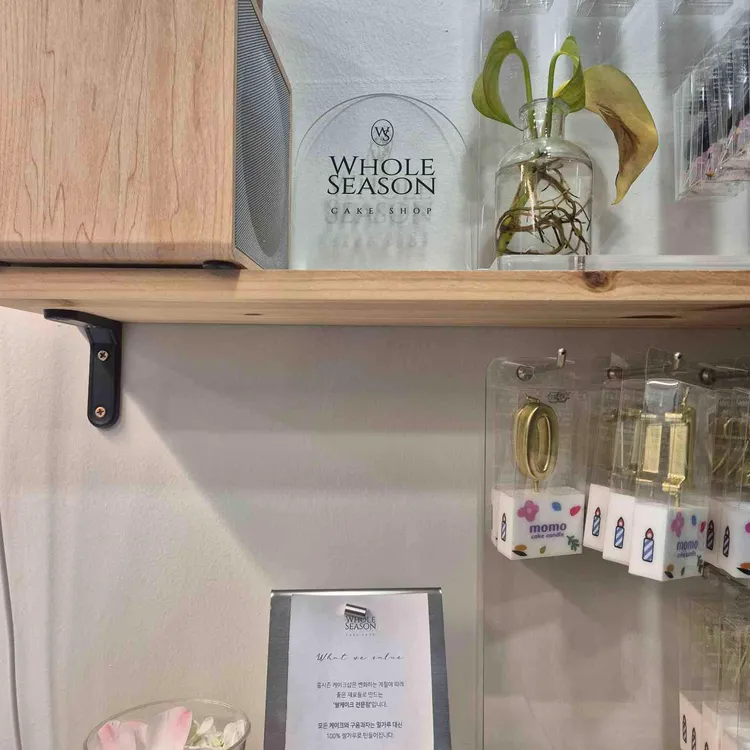 WS
WHOLE
SEASON
CAKE SHOP
0
momo
cake candle
momo
WHOLE
SEASON
What we value
홀시즌 케이크샵은 변화하는 계절에 따라
좋은 재료들로 만드는
'쌀케이크 전문점'입니다.
모든 케이크와 구움과자는 밀가루 대신
100% 쌀가루로 만들어집니다.